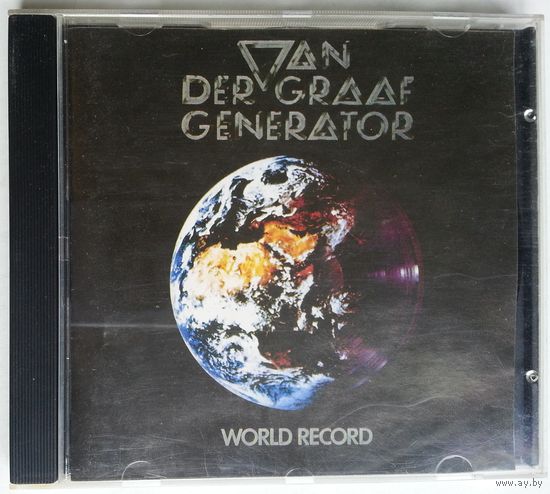 VAN
DER GRAAF
GENERATOR
WORLD RECORD
www.ay.by